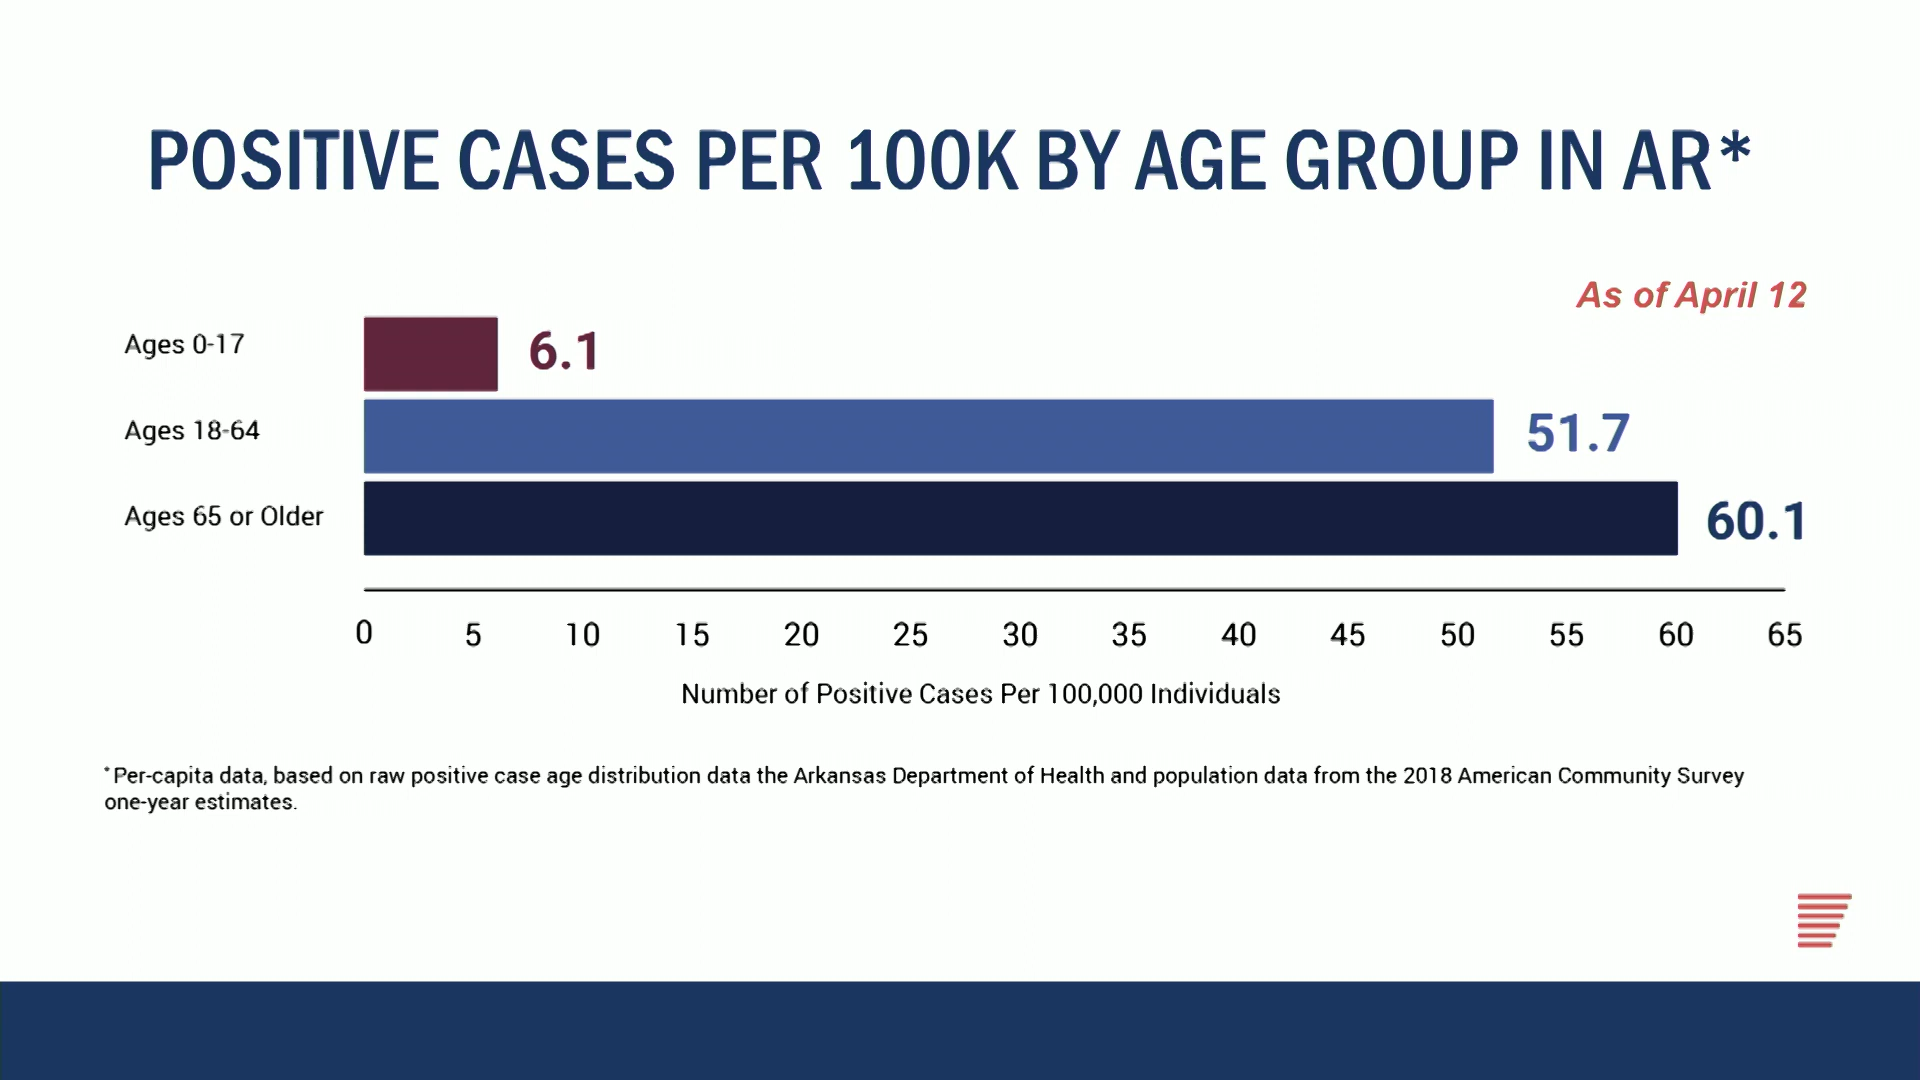 POSITIVE CASES PER 100K BY AGE GROUP IN AR*
As of April 12
Ages 0-17 6.1
Ages 18-64 51.7
Ages 65 or Older 60.1
0 5 10 15 20 25 30 35 40 45 50 55 60 65
Number of Positive Cases Per 100,000 Individuals
*Per-capita data, based on raw positive case age distribution data the Arkansas Department of Health and population data from the 2018 American Community Survey
one-year estimates.